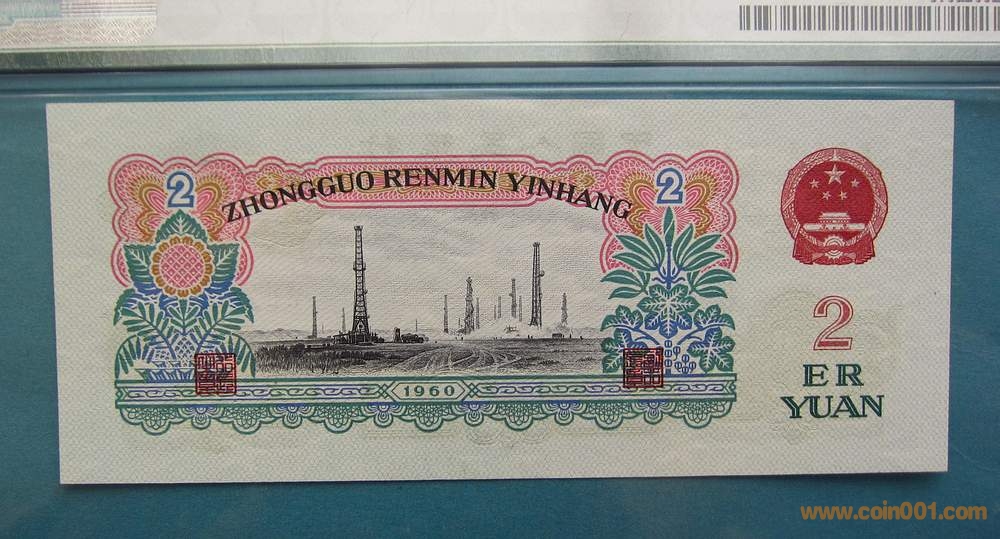 2
2
ZHONGGUO RENMIN YINHANG
1960
2
ER
YUAN
www.coin001.com